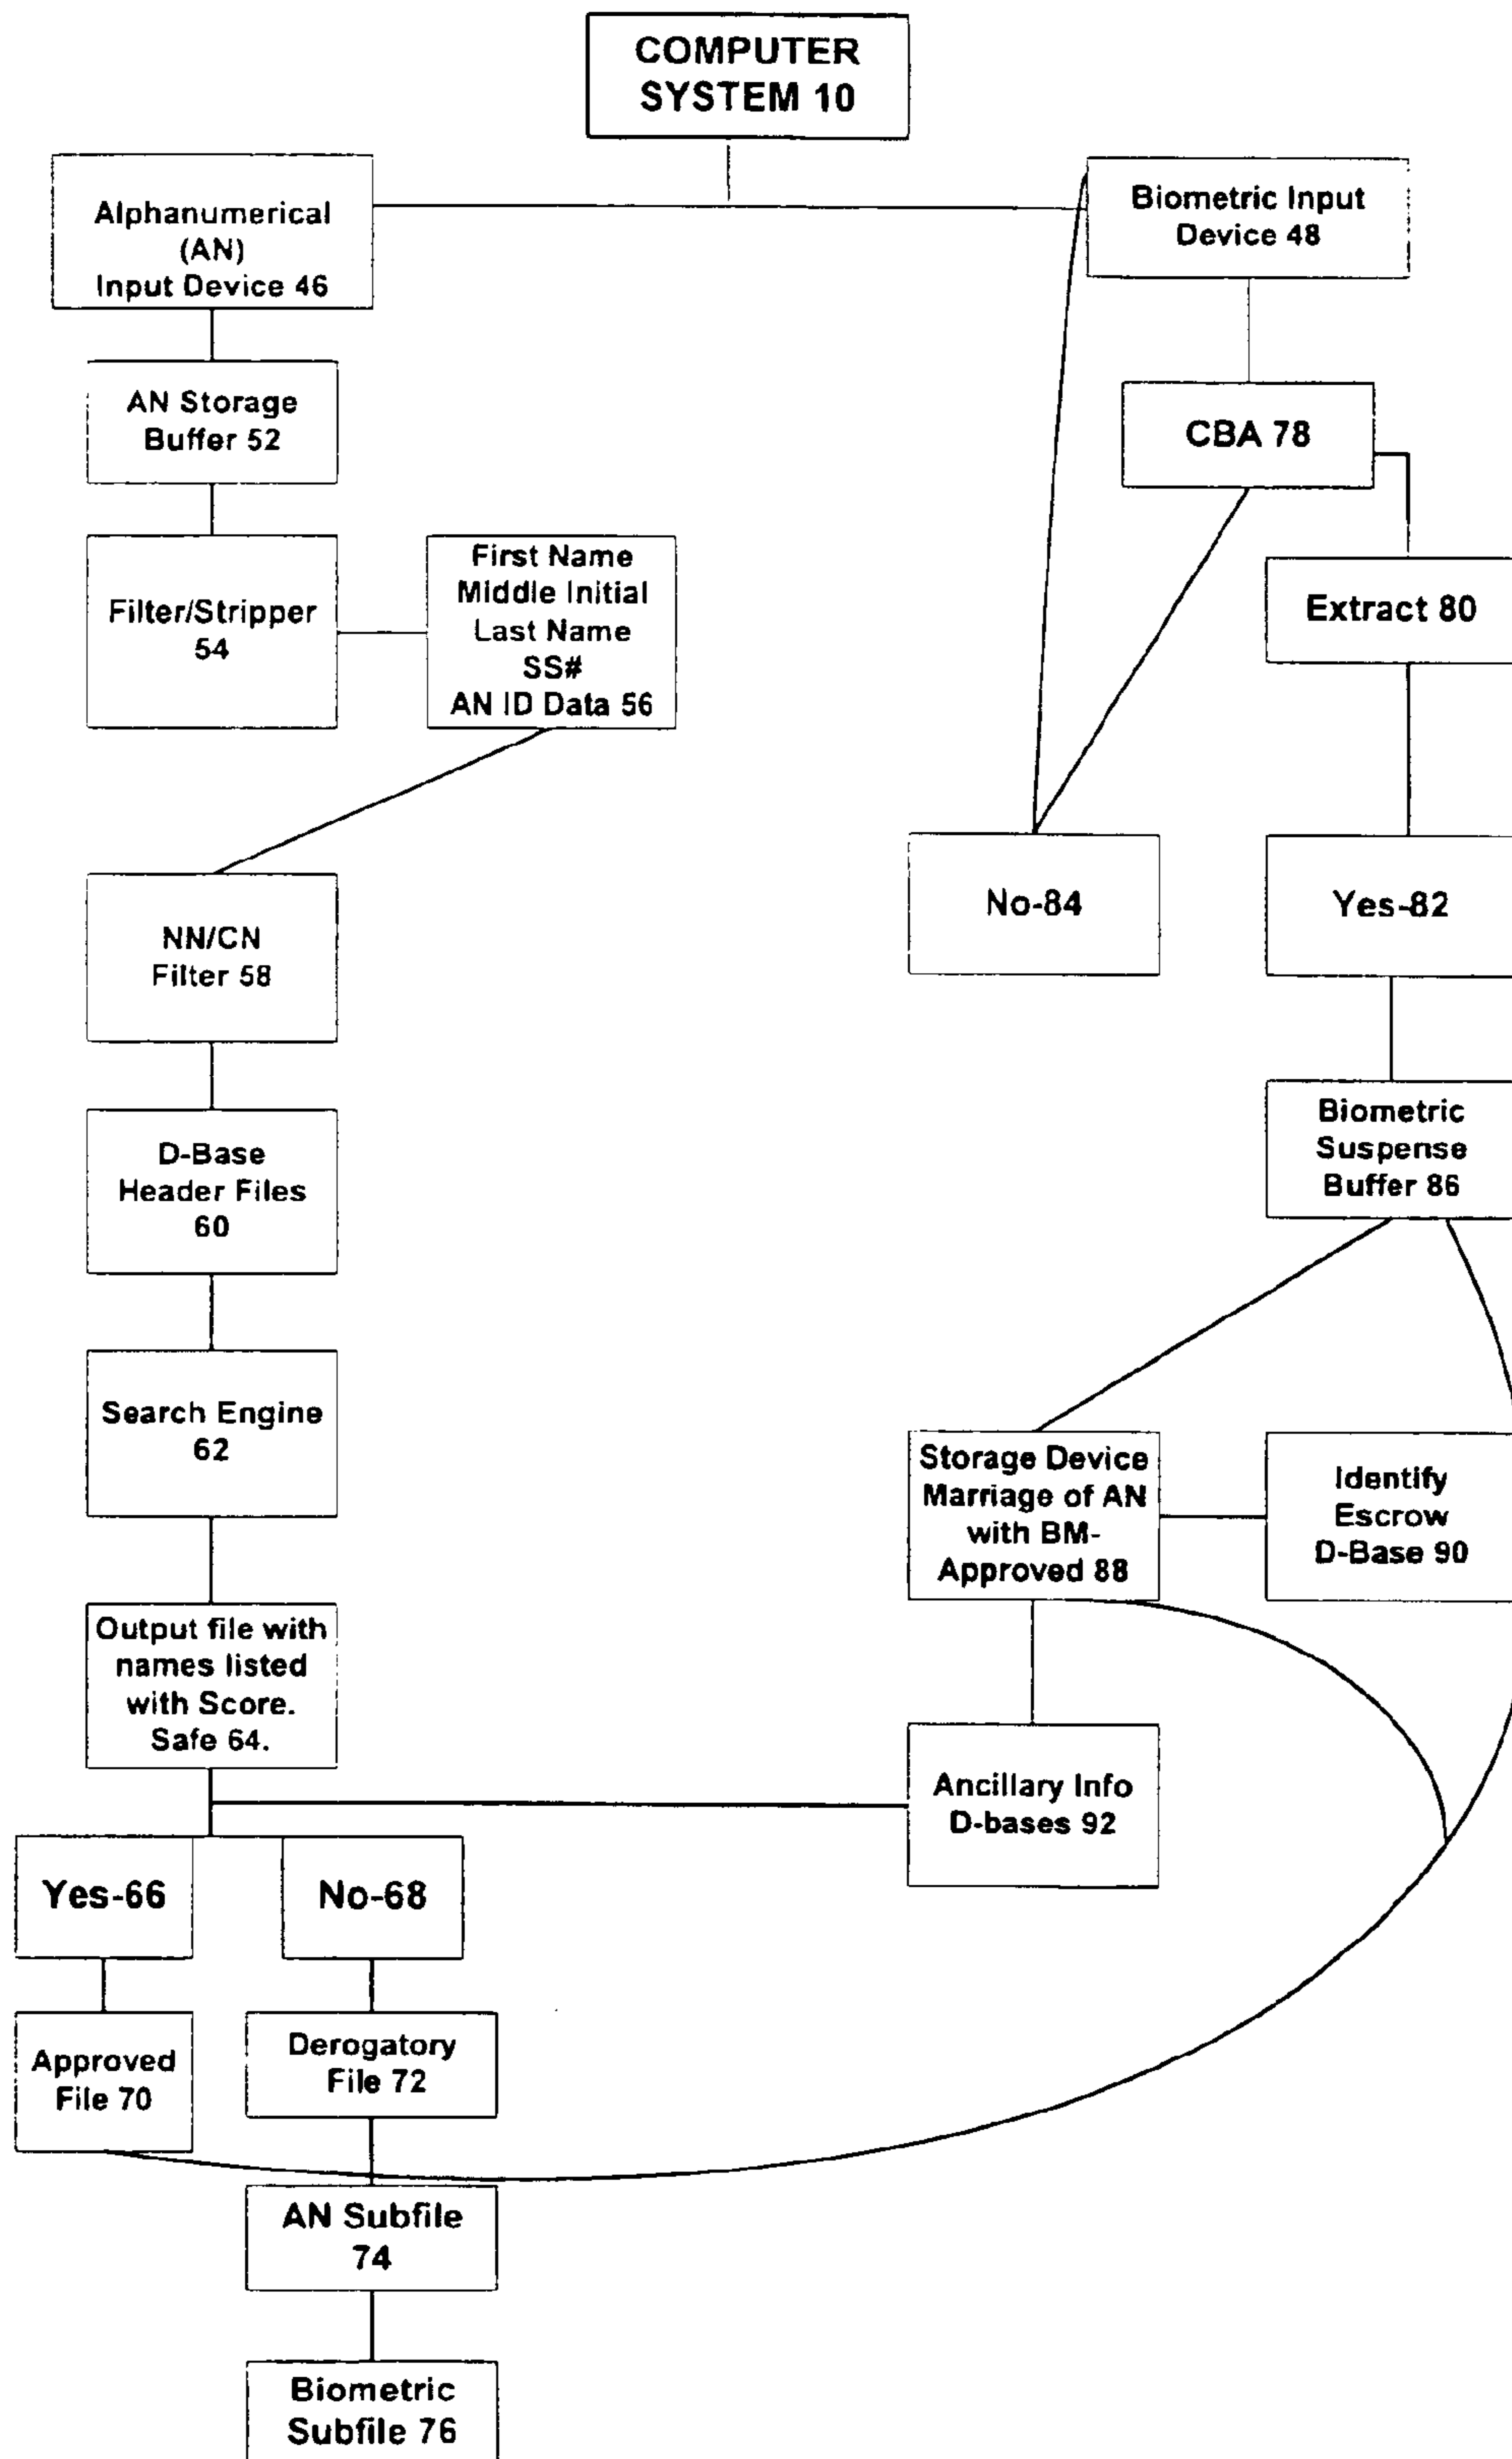 COMPUTER
SYSTEM 10
Alphanumerical
(AN)
Input Device 46
Biometric Input
Device 48
AN Storage
Buffer 52
CBA 78
Filter/Stripper
54
First Name
Middle Initial
Last Name
SS#
AN ID Data 56
Extract 80
NN/CN
Filter 58
No-84
Yes-82
D-Base
Header Files
60
Biometric
Suspense
Buffer 86
Search Engine
62
Storage Device
Marriage of AN
with BM-
Approved 88
Identify
Escrow
D-Base 90
Output file with
names listed
with Score.
Safe 64.
Ancillary Info
D-bases 92
Yes-66
No-68
Approved
File 70
Derogatory
File 72
AN Subfile
74
Biometric
Subfile 76